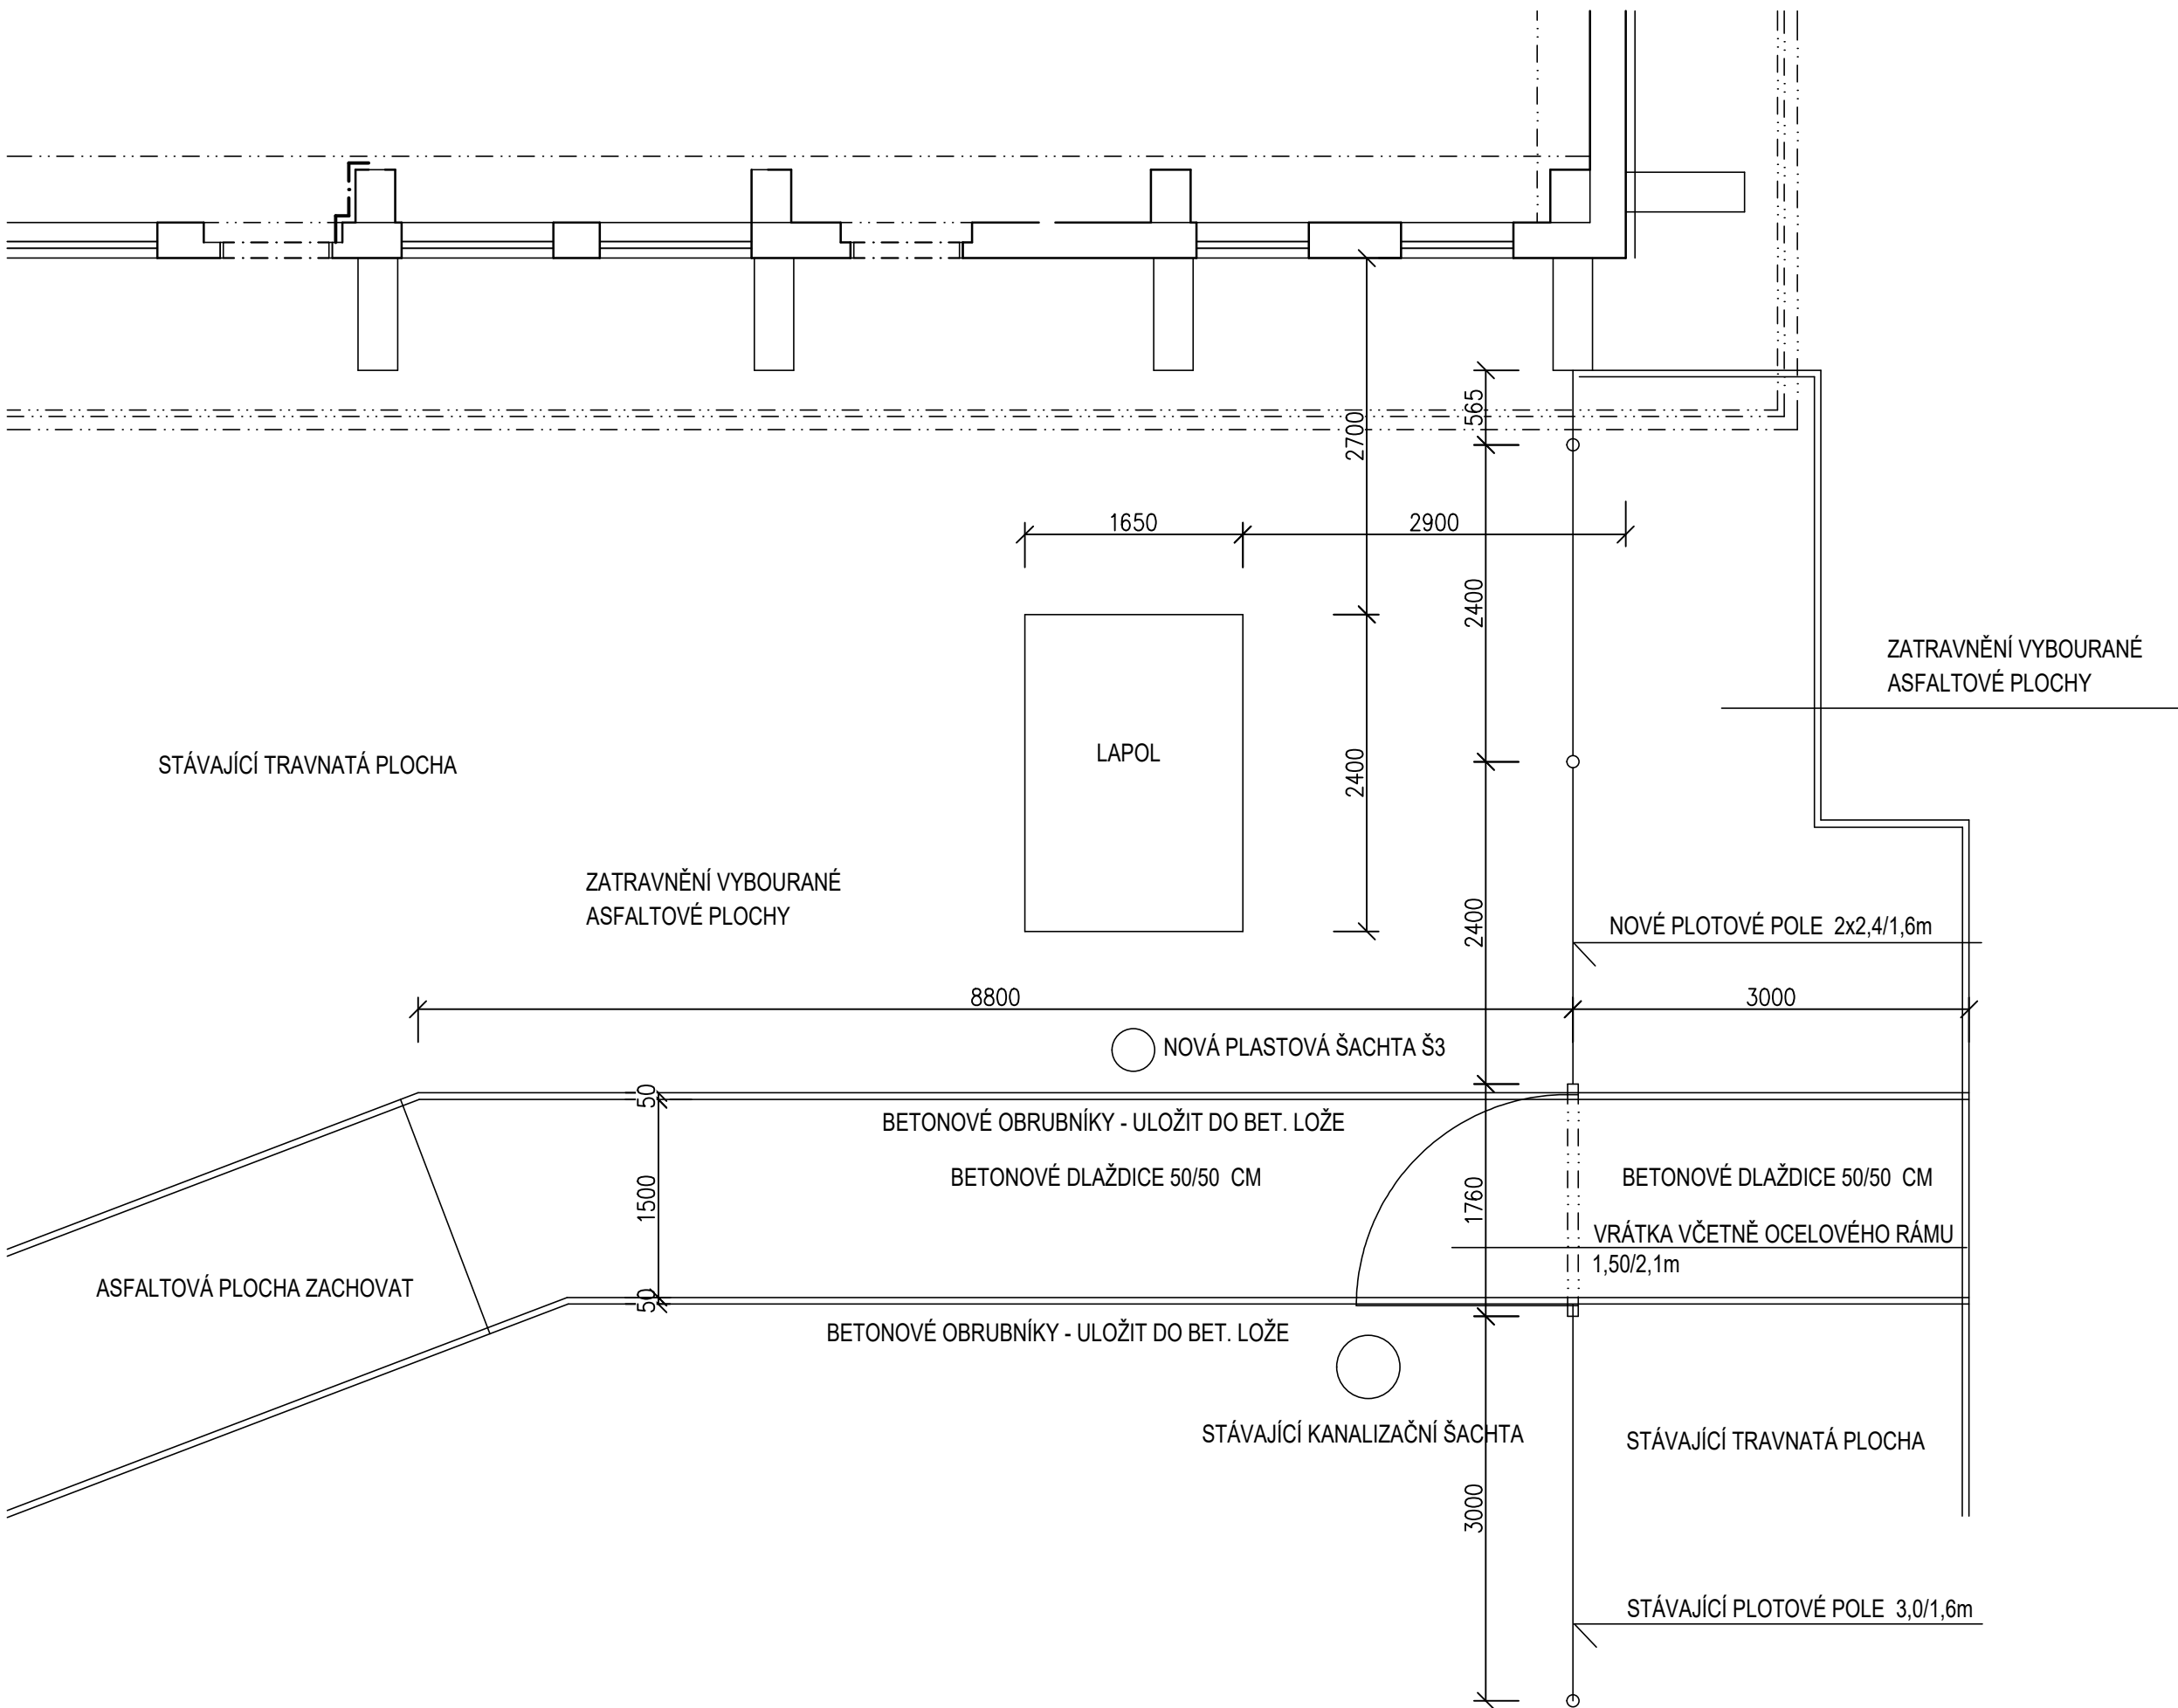 565
2700
1650
2900
2400
ZATRAVNĚNÍ VYBOURANÉ
ASFALTOVÉ PLOCHY
LAPOL
STÁVAJÍCÍ TRAVNATÁ PLOCHA
2400
ZATRAVNĚNÍ VYBOURANÉ
ASFALTOVÉ PLOCHY
2400
NOVÉ PLOTOVÉ POLE 2x2,4/1,6m
8800
3000
NOVÁ PLASTOVÁ ŠACHTA Š3
50
BETONOVÉ OBRUBNÍKY - ULOŽIT DO BET. LOŽE
BETONOVÉ DLAŽDICE 50/50 CM
BETONOVÉ DLAŽDICE 50/50 CM
1500
1760
VRÁTKA VČETNĚ OCELOVÉHO RÁMU
1,50/2,1m
ASFALTOVÁ PLOCHA ZACHOVAT
50
BETONOVÉ OBRUBNÍKY - ULOŽIT DO BET. LOŽE
STÁVAJÍCÍ KANALIZAČNÍ ŠACHTA
STÁVAJÍCÍ TRAVNATÁ PLOCHA
3000
STÁVAJÍCÍ PLOTOVÉ POLE 3,0/1,6m